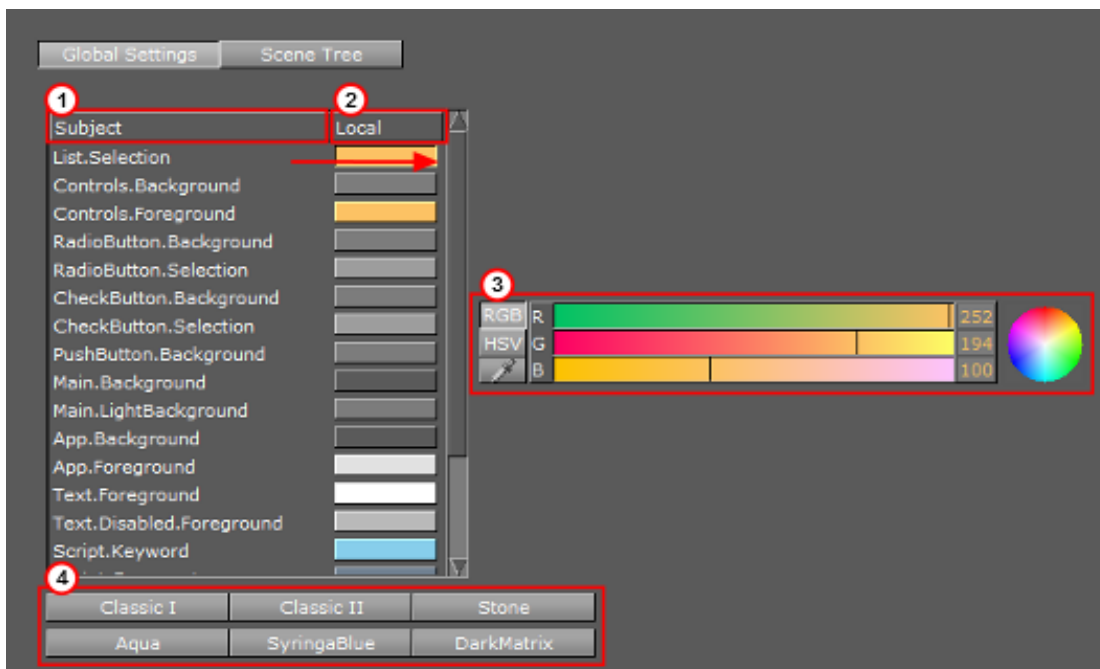 Global Settings Scene Tree
1 2
Subject Local
List.Selection
Controls.Background
Controls.Foreground
RadioButton.Background
RadioButton.Selection
CheckButton.Background
CheckButton.Selection
PushButton.Background
Main.Background
Main.LightBackground
App.Background
App.Foreground
Text.Foreground
Text.Disabled.Foreground
Script.Keyword
3
RGB R 252
HSV G 194
B 100
4
Classic I Classic II Stone
Aqua SyringaBlue DarkMatrix